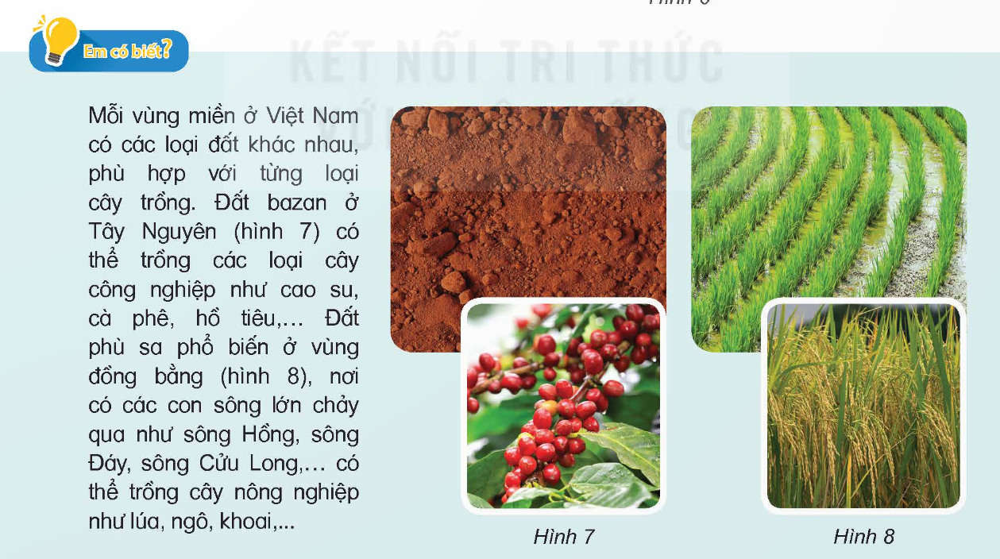 Hình 6
Em có biết?
KẾT NỐI TRI THỨC
Mỗi vùng miền ở Việt Nam
có các loại đất khác nhau,
phù hợp với từng loại
cây trồng. Đất bazan ở
Tây Nguyên (hình 7) có
thể trồng các loại cây
công nghiệp như cao su,
cà phê, hồ tiêu,... Đất
phù sa phổ biến ở vùng
đồng bằng (hình 8), nơi
có các con sông lớn chảy
qua như sông Hồng, sông
Đáy, sông Cửu Long,... có
thể trồng cây nông nghiệp
như lúa, ngô, khoai,...
Hình 7
Hình 8